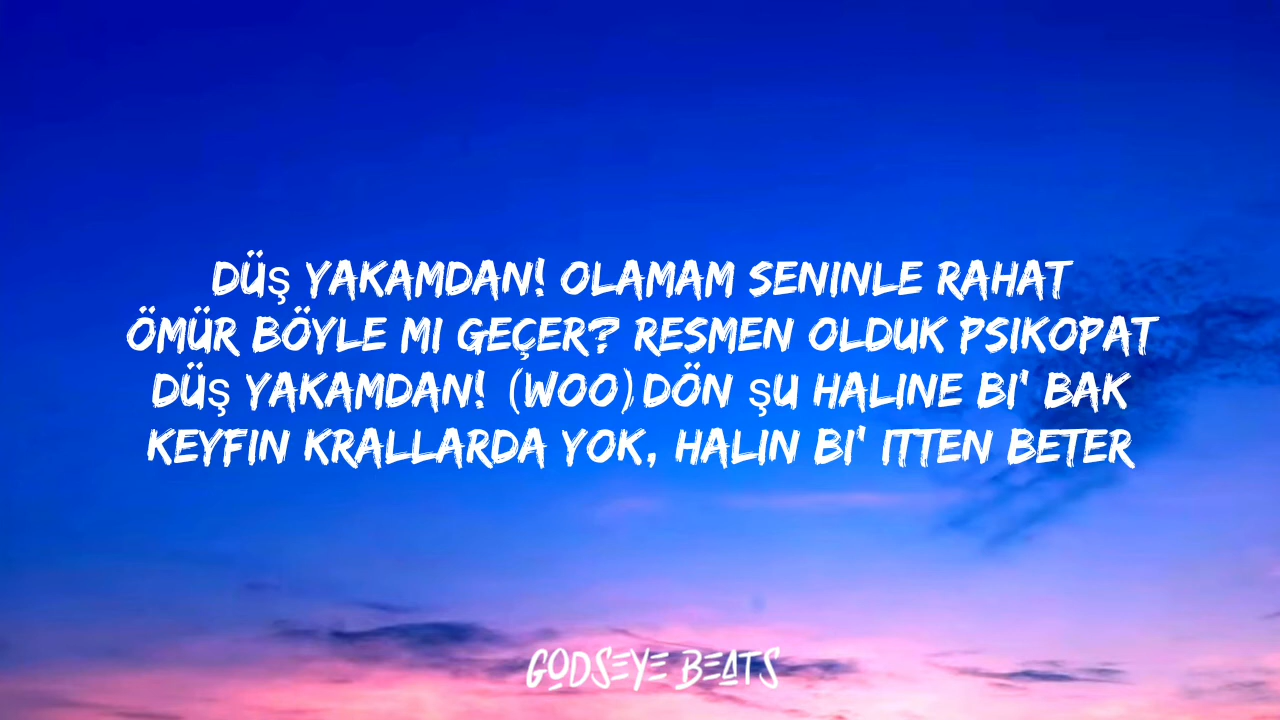 DÜŞ YAKAMDAN! OLAMAM SENINLE RAHAT
ÖMÜR BÖYLE MI GEÇER? RESMEN OLDUK PSIKOPAT
DÜŞ YAKAMDAN! (WOO) DÖN ŞU HALINE BI' BAK
KEYFIN KRALLARDA YOK, HALIN BI' ITTEN BETER
GODSEYE BEATS